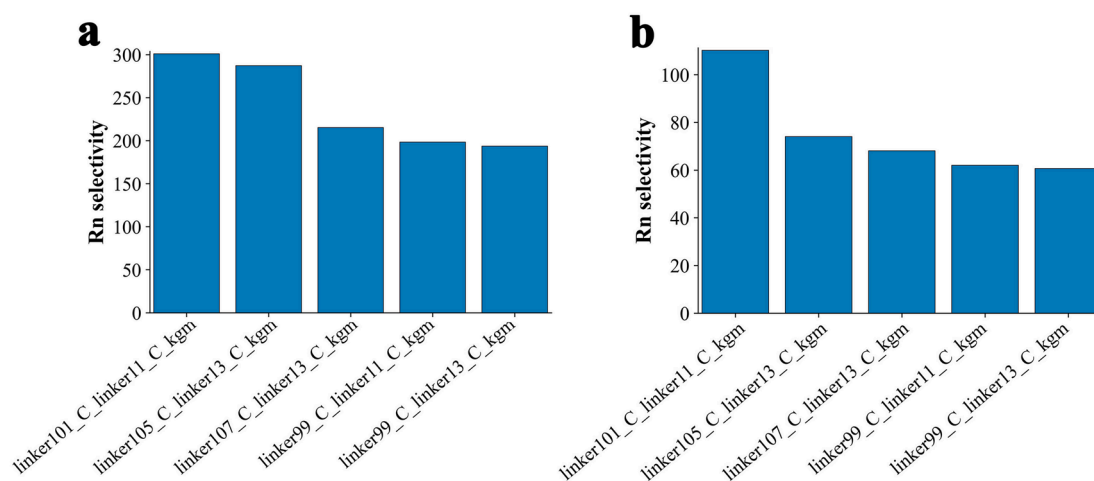 a
Rn selectivity
300
250
200
150
100
50
0
linker101_C_linker11_C_kgm
linker105_C_linker13_C_kgm
linker107_C_linker13_C_kgm
linker99_C_linker11_C_kgm
linker99_C_linker13_C_kgm
b
Rn selectivity
100
80
60
40
20
0
linker101_C_linker11_C_kgm
linker105_C_linker13_C_kgm
linker107_C_linker13_C_kgm
linker99_C_linker11_C_kgm
linker99_C_linker13_C_kgm